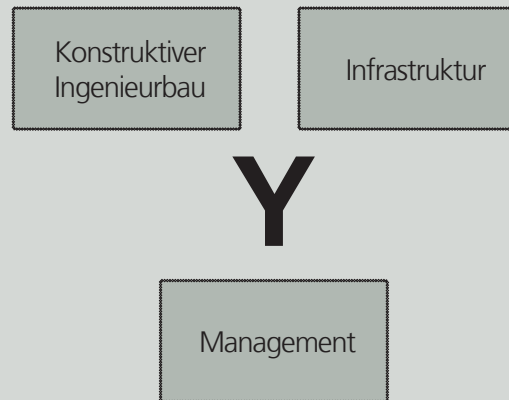 Konstruktiver
Ingenieurbau
Infrastruktur
Y
Management